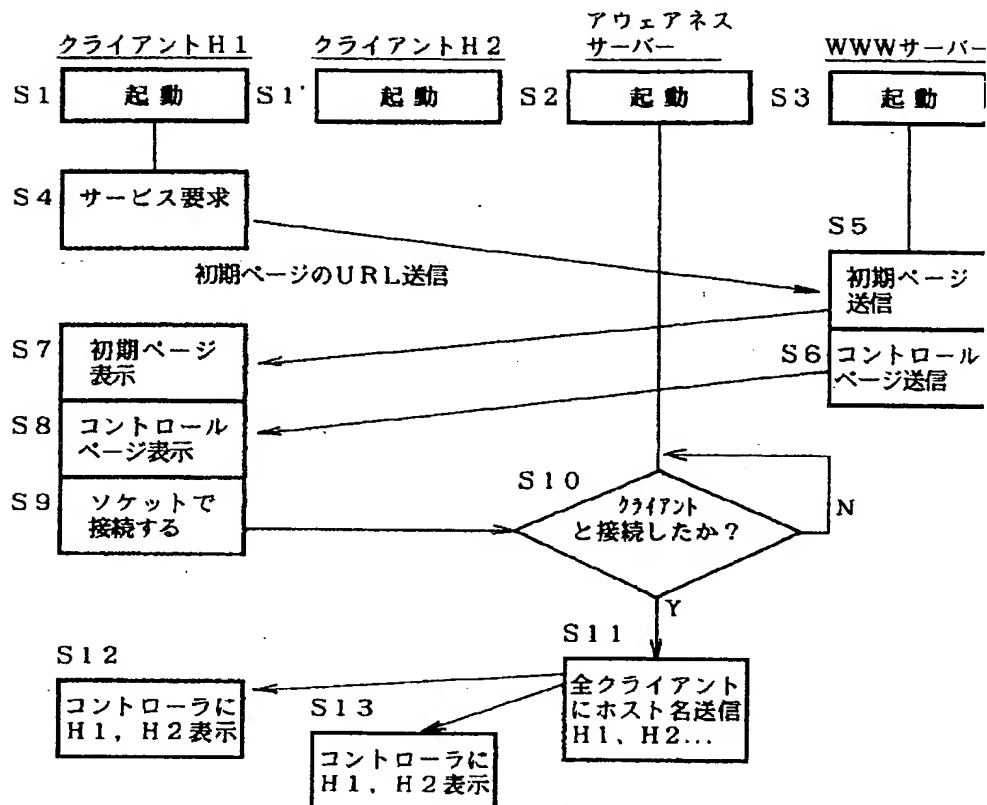 クライアントH1
クライアントH2
アウェアネス
サーバー
WWWサーバー
S1
起動
S1'
起動
S2
起動
S3
起動
S4
サービス要求
初期ページのURL送信
S5
初期ページ
送信
S6
コントロール
ページ送信
S7
初期ページ
表示
S8
コントロール
ページ表示
S9
ソケットで
接続する
S10
クライアント
と接続したか?
N
Y
S11
全クライアント
にホスト名送信
H1、H2...
S12
コントローラに
H1,H2表示
S13
コントローラに
H1,H2表示